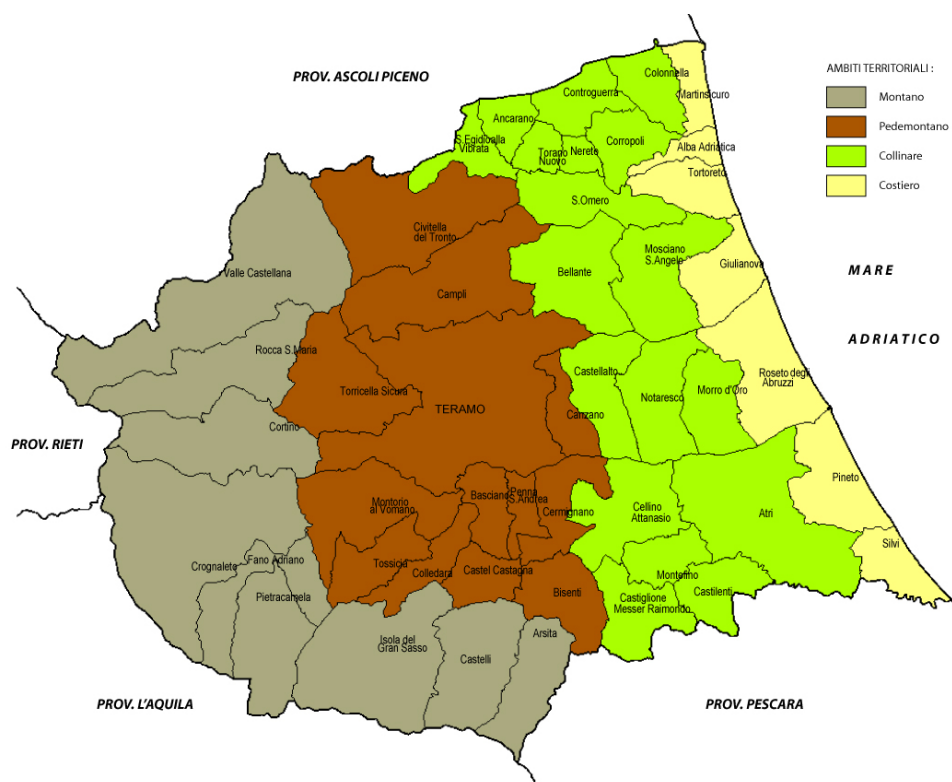 PROV. ASCOLI PICENO
AMBITI TERRITORIALI :
Montano
Pedemontano
Collinare
Costiero
Colonnella
Martinsicuro
Controguerra
Ancarano
S.Egidioalla
Vibrata
Torano
Nuovo
Nereto
Corropoli
Alba Adriatica
Tortoreto
S.Omero
Civitella
del Tronto
Mosciano
S.Angelo
Bellante
Giulianova
Valle Castellana
Campli
MARE
ADRIATICO
Rocca S.Maria
Torricella Sicura
TERAMO
Castellalto
Canzano
Notaresco
Morro d'Oro
Roseto degli
Abruzzi
Cortino
PROV. RIETI
Montorio
al Vomano
Basciano
Penna
S.Andrea
Cermignano
Cellino
Attanasio
Atri
Pineto
Silvi
Crognaleto
Fano Adriano
Tossicia
Colledara
Castel Castagna
Bisenti
Montefino
Castilenti
Castiglione
Messer Raimondo
Pietracamela
Isola del
Gran Sasso
Castelli
Arsita
PROV. L'AQUILA
PROV. PESCARA